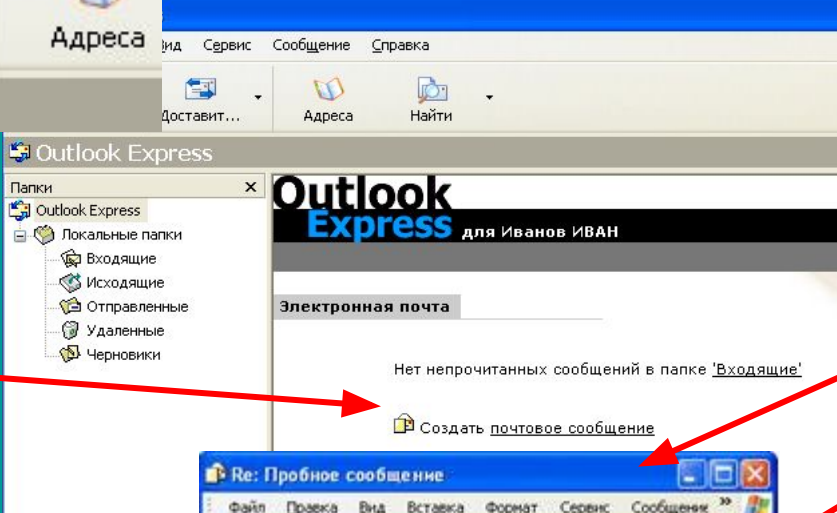 Адреса
Вид Сервис Сообщение Справка
Доставит... Адреса Найти
Outlook Express
Папки x
Outlook Express
Локальные папки
Входящие
Исходящие
Отправленные
Удаленные
Черновики
Outlook
Express для Иванов ИВАН
Электронная почта
Нет непрочитанных сообщений в папке 'Входящие'
Создать почтовое сообщение
Re: Пробное сообщение
Файл Правка Вид Вставка Формат Сервис Сообщение »